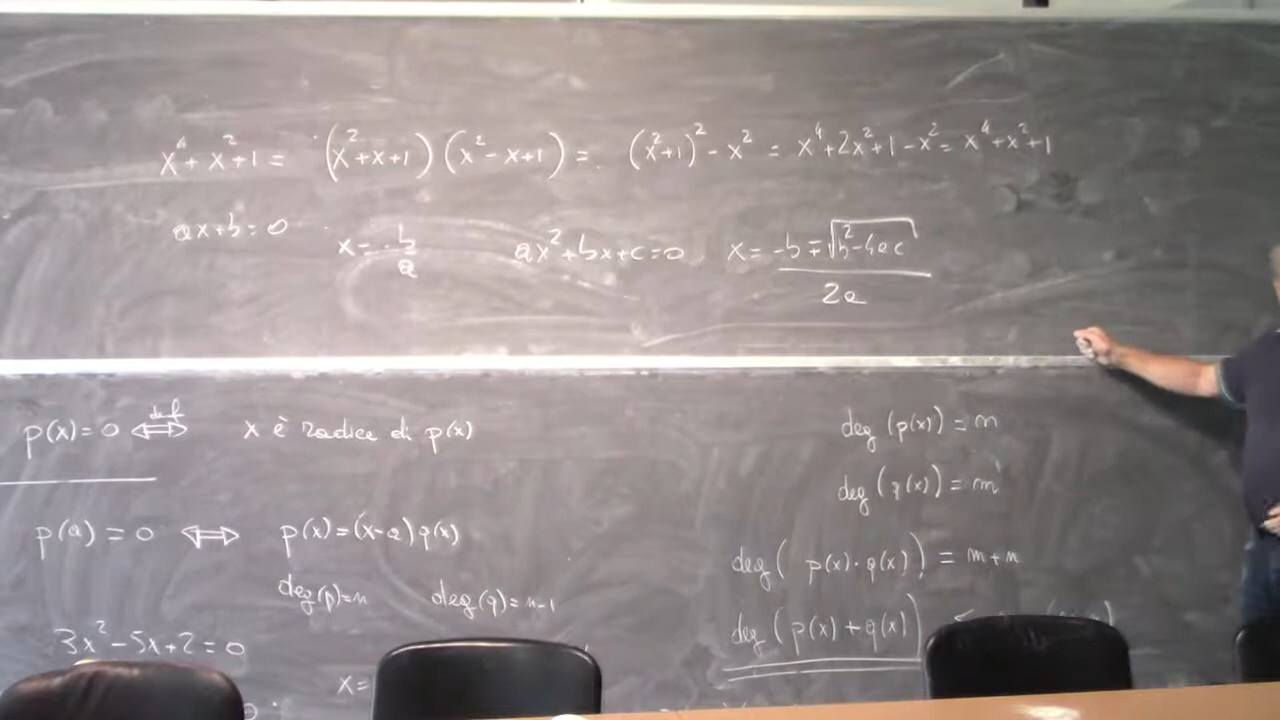 x⁴ + x² + 1 = (x² + x + 1)(x² - x + 1) = (x² + 1)² - x² = x⁴ + 2x² + 1 - x² = x⁴ + x² + 1
ax + b = 0 x = -b/a ax² + bx + c = 0 x = (-b ∓ √(b² - 4ac))/2a
p(x) = 0 ⟺ def x è radice di p(x)
p(a) = 0 ⟺ p(x) = (x-a) q(x)
deg(p) = n deg(q) = n-1
3x² - 5x + 2 = 0
x =
deg(p(x)) = n
deg(q(x)) = m
deg(p(x)·q(x)) = m + n
deg(p(x) + q(x)) ≤